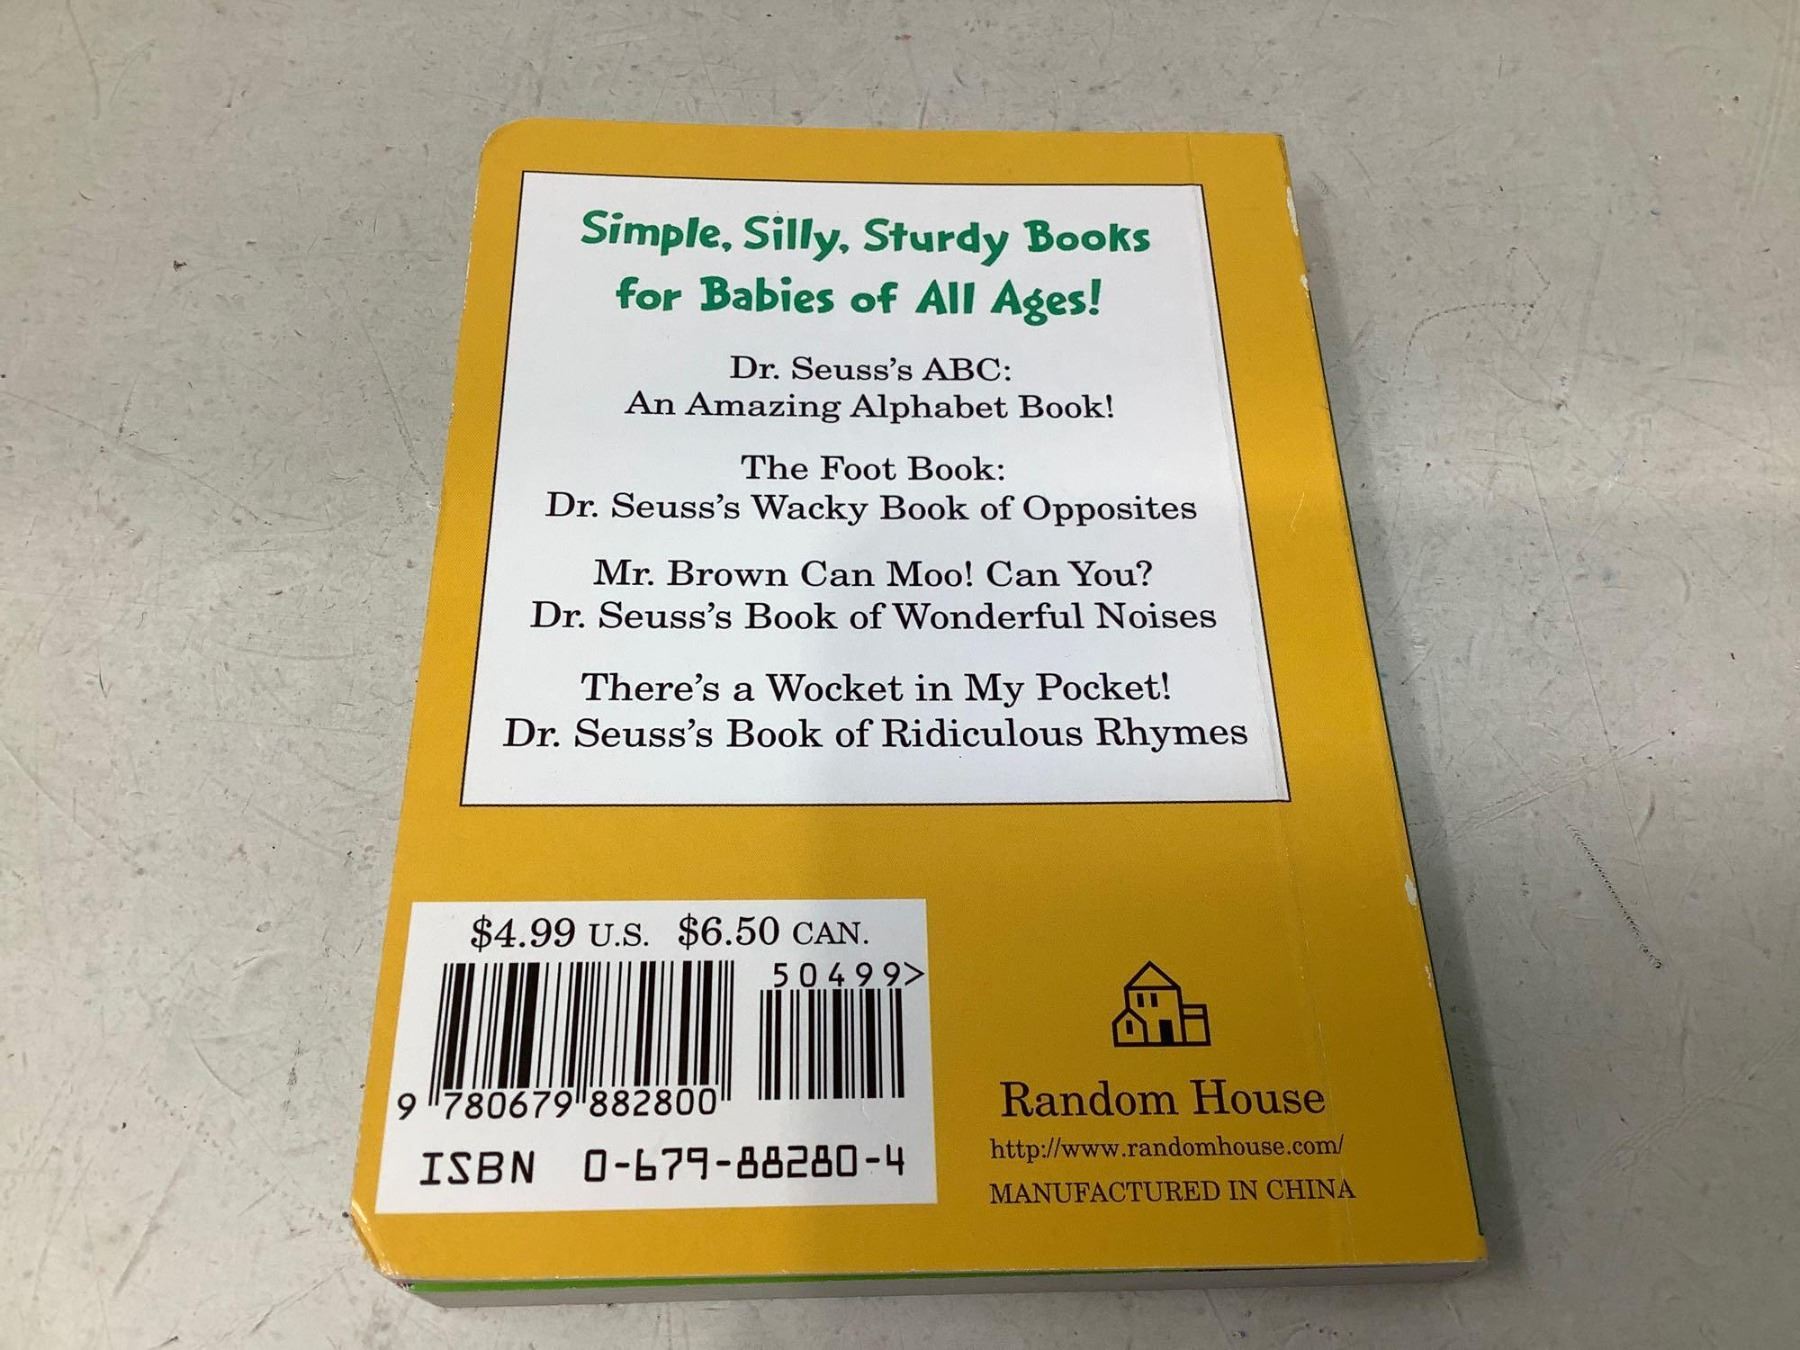 Simple, Silly, Sturdy Books
for Babies of All Ages!
Dr. Seuss's ABC:
An Amazing Alphabet Book!
The Foot Book:
Dr. Seuss's Wacky Book of Opposites
Mr. Brown Can Moo! Can You?
Dr. Seuss's Book of Wonderful Noises
There's a Wocket in My Pocket!
Dr. Seuss's Book of Ridiculous Rhymes
$4.99 U.S. $6.50 CAN.
50499>
9 780679 882800
ISBN 0-679-88280-4
Random House
http://www.randomhouse.com/
MANUFACTURED IN CHINA